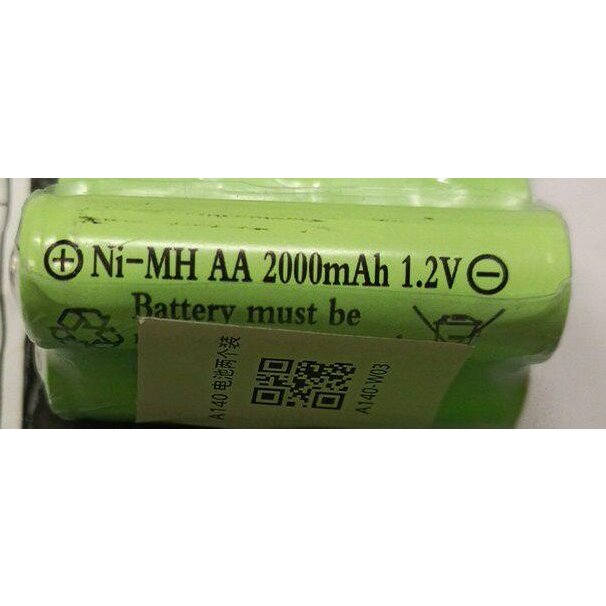 ⊕ Ni-MH AA 2000mAh 1.2V ⊖
Battery must be
A140 电池两个装
A140-W03